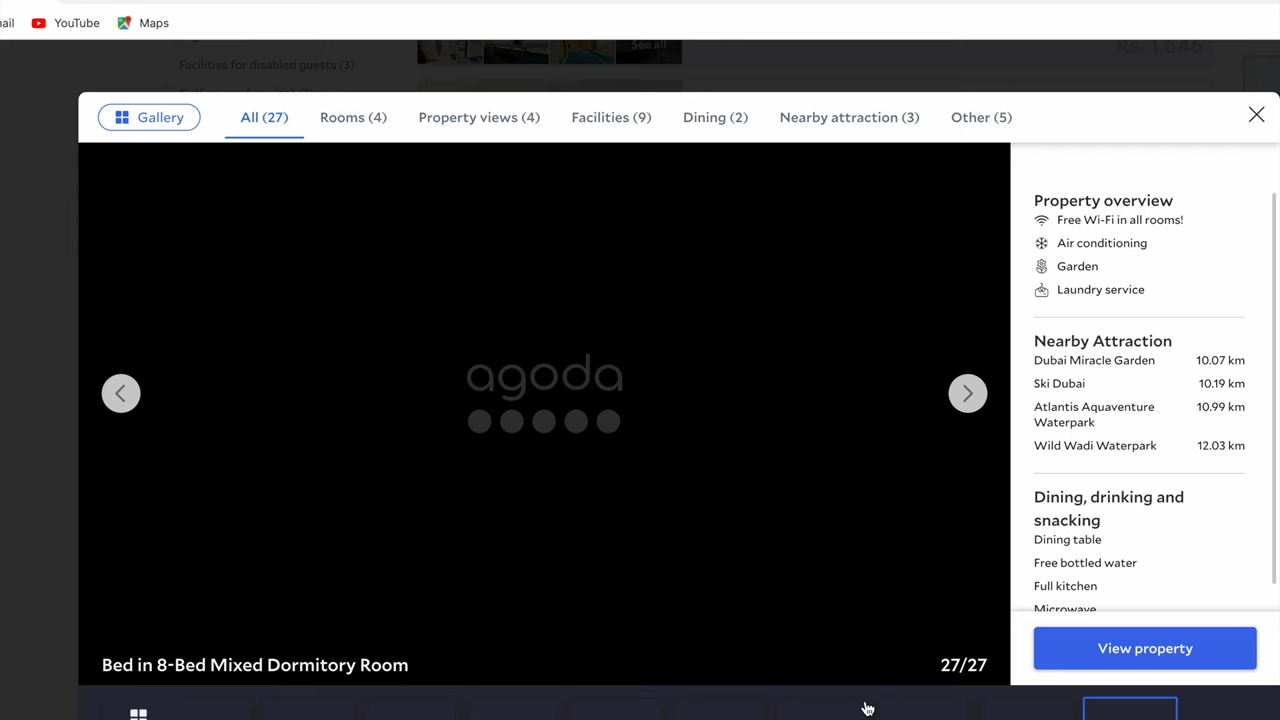 ail YouTube Maps
Facilities for disabled guests (3)
See all
Rs. 1,646
Gallery All (27) Rooms (4) Property views (4) Facilities (9) Dining (2) Nearby attraction (3) Other (5)
Property overview
Free Wi-Fi in all rooms!
Air conditioning
Garden
Laundry service
Nearby Attraction
Dubai Miracle Garden 10.07 km
Ski Dubai 10.19 km
Atlantis Aquaventure 10.99 km
Waterpark
Wild Wadi Waterpark 12.03 km
agoda
Dining, drinking and
snacking
Dining table
Free bottled water
Full kitchen
Microwave
View property
Bed in 8-Bed Mixed Dormitory Room 27/27